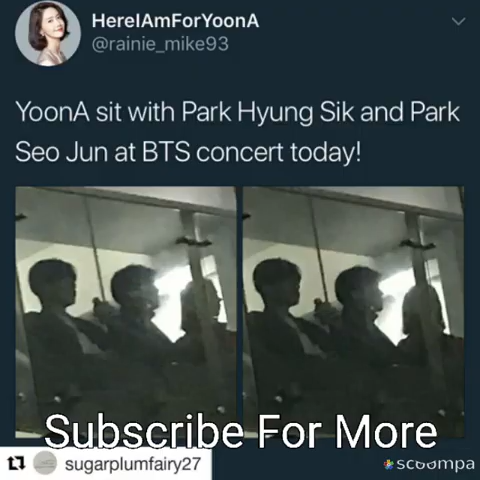 HereIAmForYoonA
@rainie_mike93
YoonA sit with Park Hyung Sik and Park
Seo Jun at BTS concert today!
Subscribe For More
sugarplumfairy27
scoompa